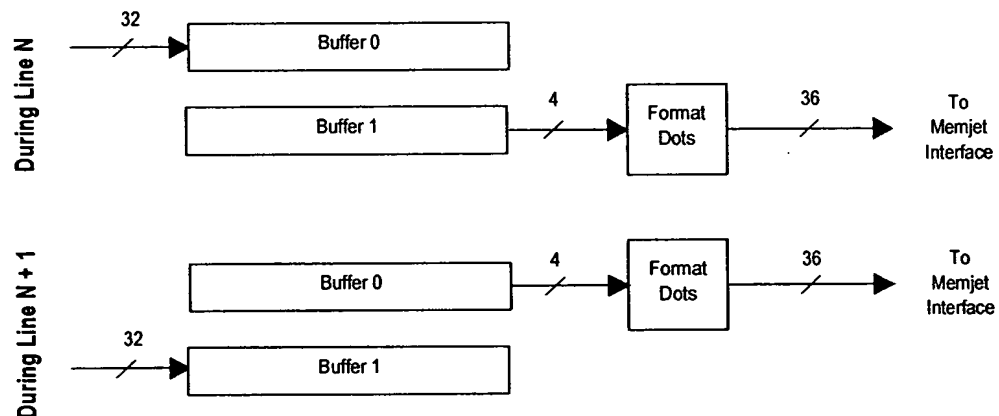 During Line N
32
Buffer 0
Buffer 1
4
Format
Dots
36
To
Memjet
Interface
During Line N + 1
Buffer 0
4
Format
Dots
36
To
Memjet
Interface
32
Buffer 1